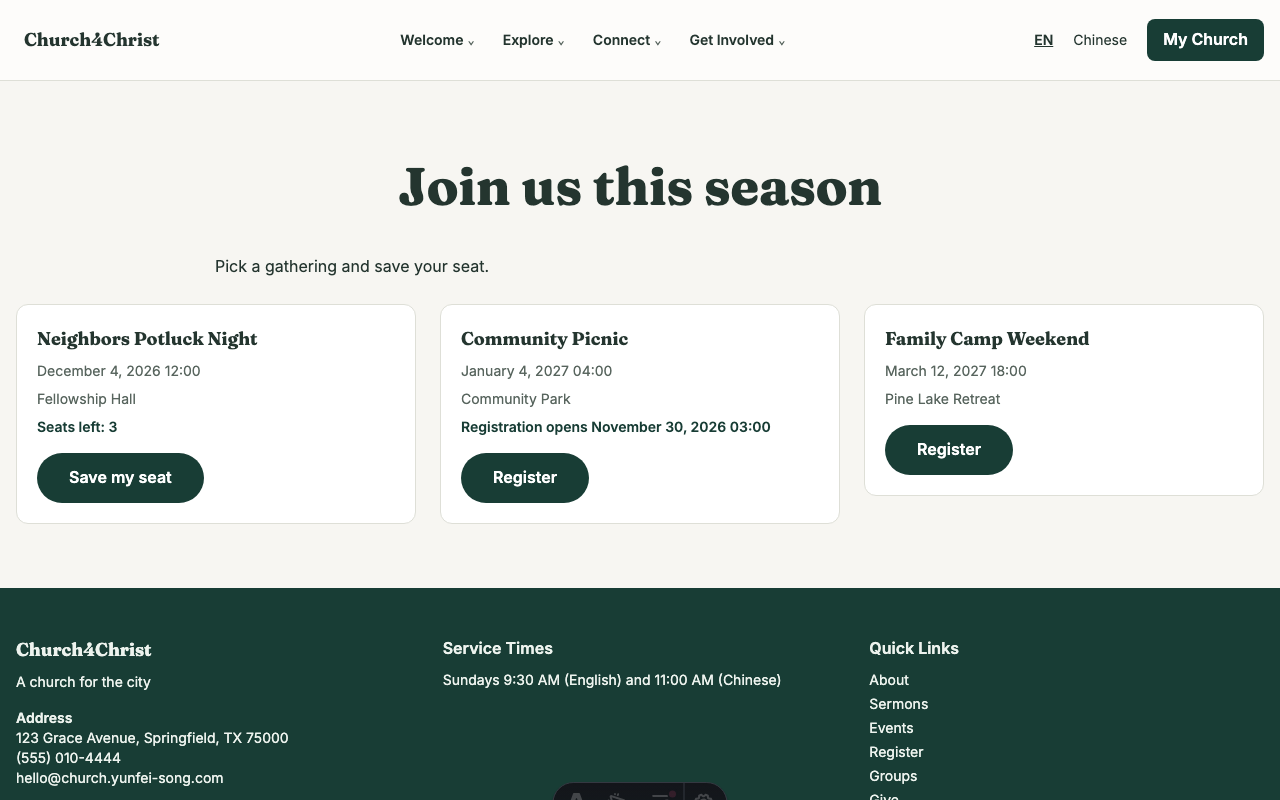 Church4Christ
Welcome
Explore
Connect
Get Involved
EN
Chinese
My Church
Join us this season
Pick a gathering and save your seat.
Neighbors Potluck Night
December 4, 2026 12:00
Fellowship Hall
Seats left: 3
Save my seat
Community Picnic
January 4, 2027 04:00
Community Park
Registration opens November 30, 2026 03:00
Register
Family Camp Weekend
March 12, 2027 18:00
Pine Lake Retreat
Register
Church4Christ
A church for the city
Address
123 Grace Avenue, Springfield, TX 75000
(555) 010-4444
hello@church.yunfei-song.com
Service Times
Sundays 9:30 AM (English) and 11:00 AM (Chinese)
Quick Links
About
Sermons
Events
Register
Groups
Give